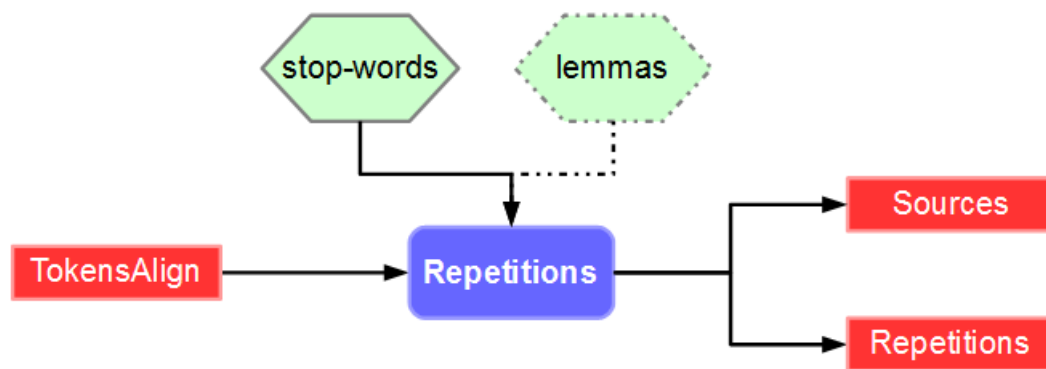 stop-words
lemmas
Sources
TokensAlign
Repetitions
Repetitions